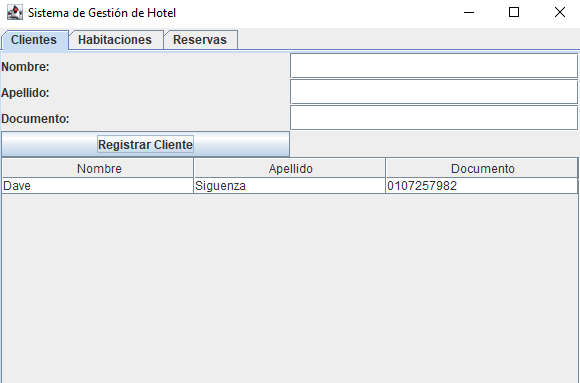 Sistema de Gestión de Hotel
Clientes Habitaciones Reservas
Nombre:
Apellido:
Documento:
Registrar Cliente
Nombre Apellido Documento
Dave Siguenza 0107257982